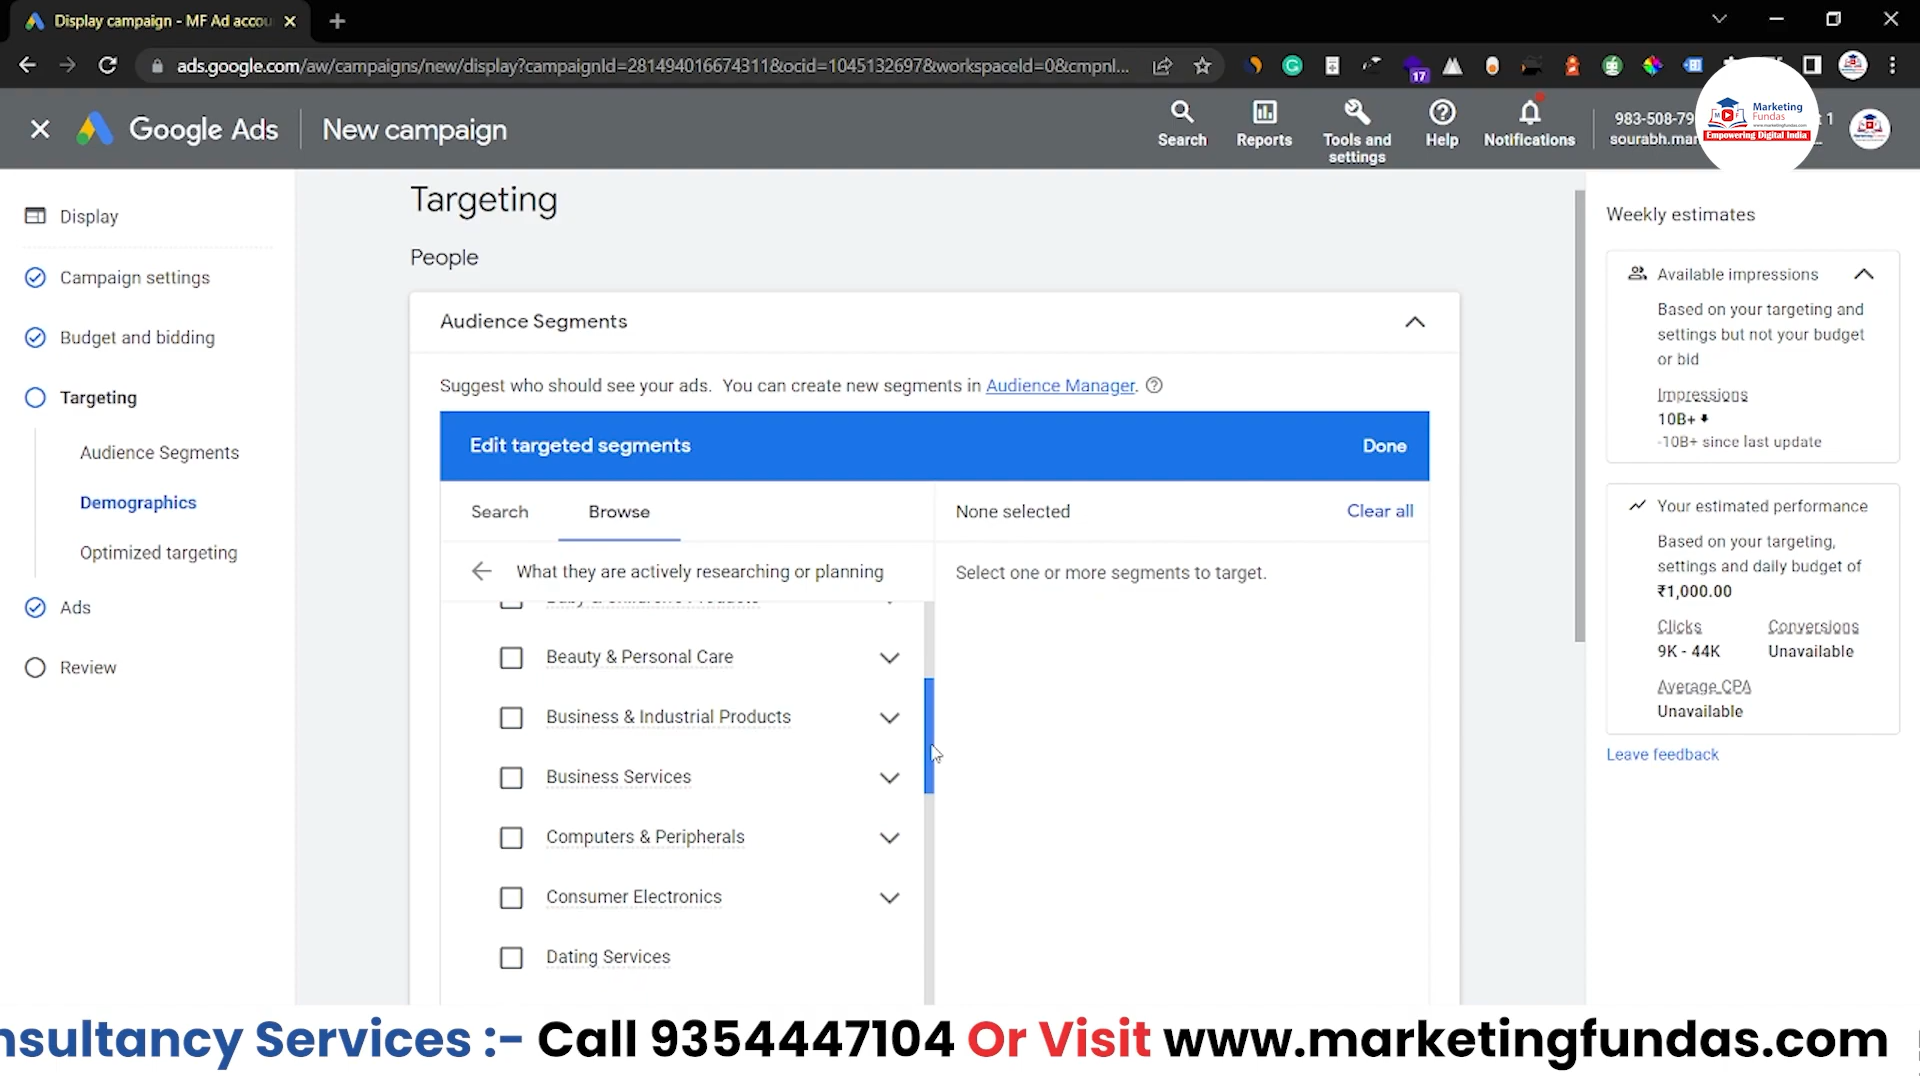 Display campaign - MF Ad accou
ads.google.com/aw/campaigns/new/display?campaignId=281494016674311&ocid=1045132697&workspaceId=0&cmpnl...
17
Google Ads
New campaign
Search
Reports
Tools and settings
Help
Notifications
983-508-79
1
sourabh.mar
Marketing
Fundas
www.marketingfundas.com
Empowering Digital India
Display
Campaign settings
Budget and bidding
Targeting
Audience Segments
Demographics
Optimized targeting
Ads
Review
Targeting
People
Audience Segments
Suggest who should see your ads. You can create new segments in Audience Manager.
Edit targeted segments
Done
Search
Browse
None selected
Clear all
What they are actively researching or planning
Select one or more segments to target.
Baby & Children's Products
Beauty & Personal Care
Business & Industrial Products
Business Services
Computers & Peripherals
Consumer Electronics
Dating Services
Weekly estimates
Available impressions
Based on your targeting and
settings but not your budget
or bid
Impressions
10B+
-10B+ since last update
Your estimated performance
Based on your targeting,
settings and daily budget of
₹1,000.00
Clicks
Conversions
9K - 44K
Unavailable
Average CPA
Unavailable
Leave feedback
nsultancy Services :- Call 9354447104 Or Visit www.marketingfundas.com